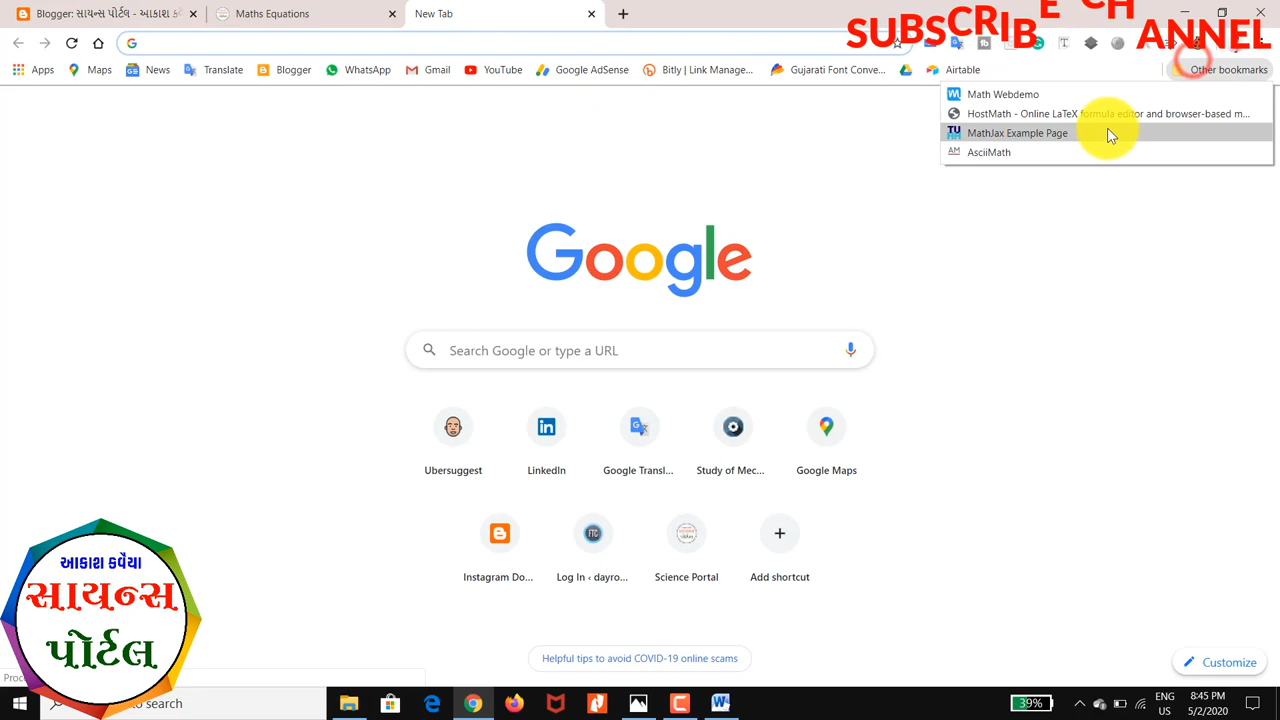 Blogger: સાયન્સ પોર્ટલ - આકાશ કવૈ
Maths Equations
New Tab
SUBSCRIBE CHANNEL
Apps
Maps
News
Translate
Blogger
WhatsApp
Gmail
YouTube
Google AdSense
Bitly | Link Manage...
Gujarati Font Conve...
Airtable
Other bookmarks
Math Webdemo
HostMath - Online LaTeX formula editor and browser-based m...
MathJax Example Page
AsciiMath
Google
Search Google or type a URL
Ubersuggest
LinkedIn
Google Transl...
Study of Mec...
Google Maps
Instagram Do...
Log In ‹ dayro...
Science Portal
Add shortcut
Helpful tips to avoid COVID-19 online scams
Customize
આકાશ કવૈયા
સાયન્સ
પોર્ટલ
Proc
to search
39%
ENG
US
8:45 PM
5/2/2020